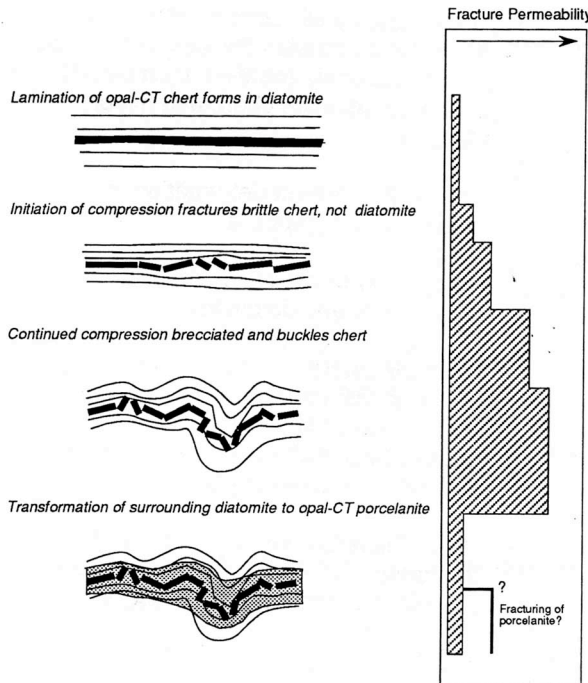 Fracture Permeability
Lamination of opal-CT chert forms in diatomite
Initiation of compression fractures brittle chert, not diatomite
Continued compression brecciated and buckles chert
Transformation of surrounding diatomite to opal-CT porcelanite
?
Fracturing of
porcelanite?